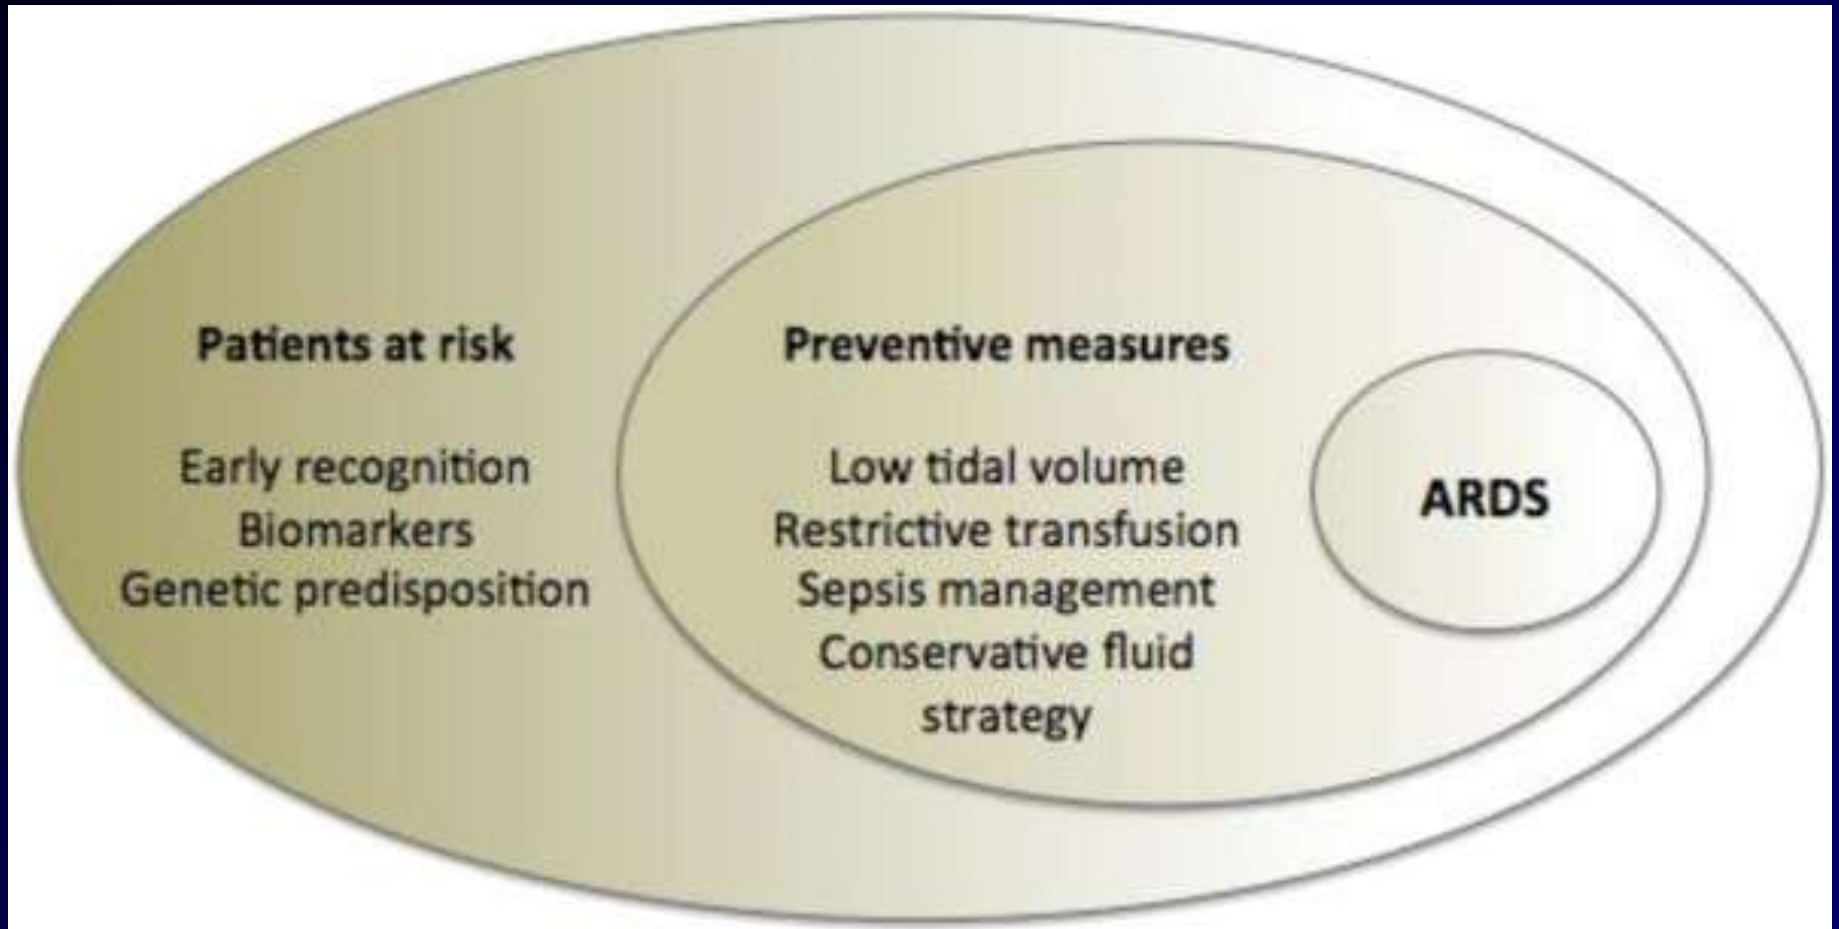 Patients at risk
Early recognition
Biomarkers
Genetic predisposition
Preventive measures
Low tidal volume
Restrictive transfusion
Sepsis management
Conservative fluid
strategy
ARDS